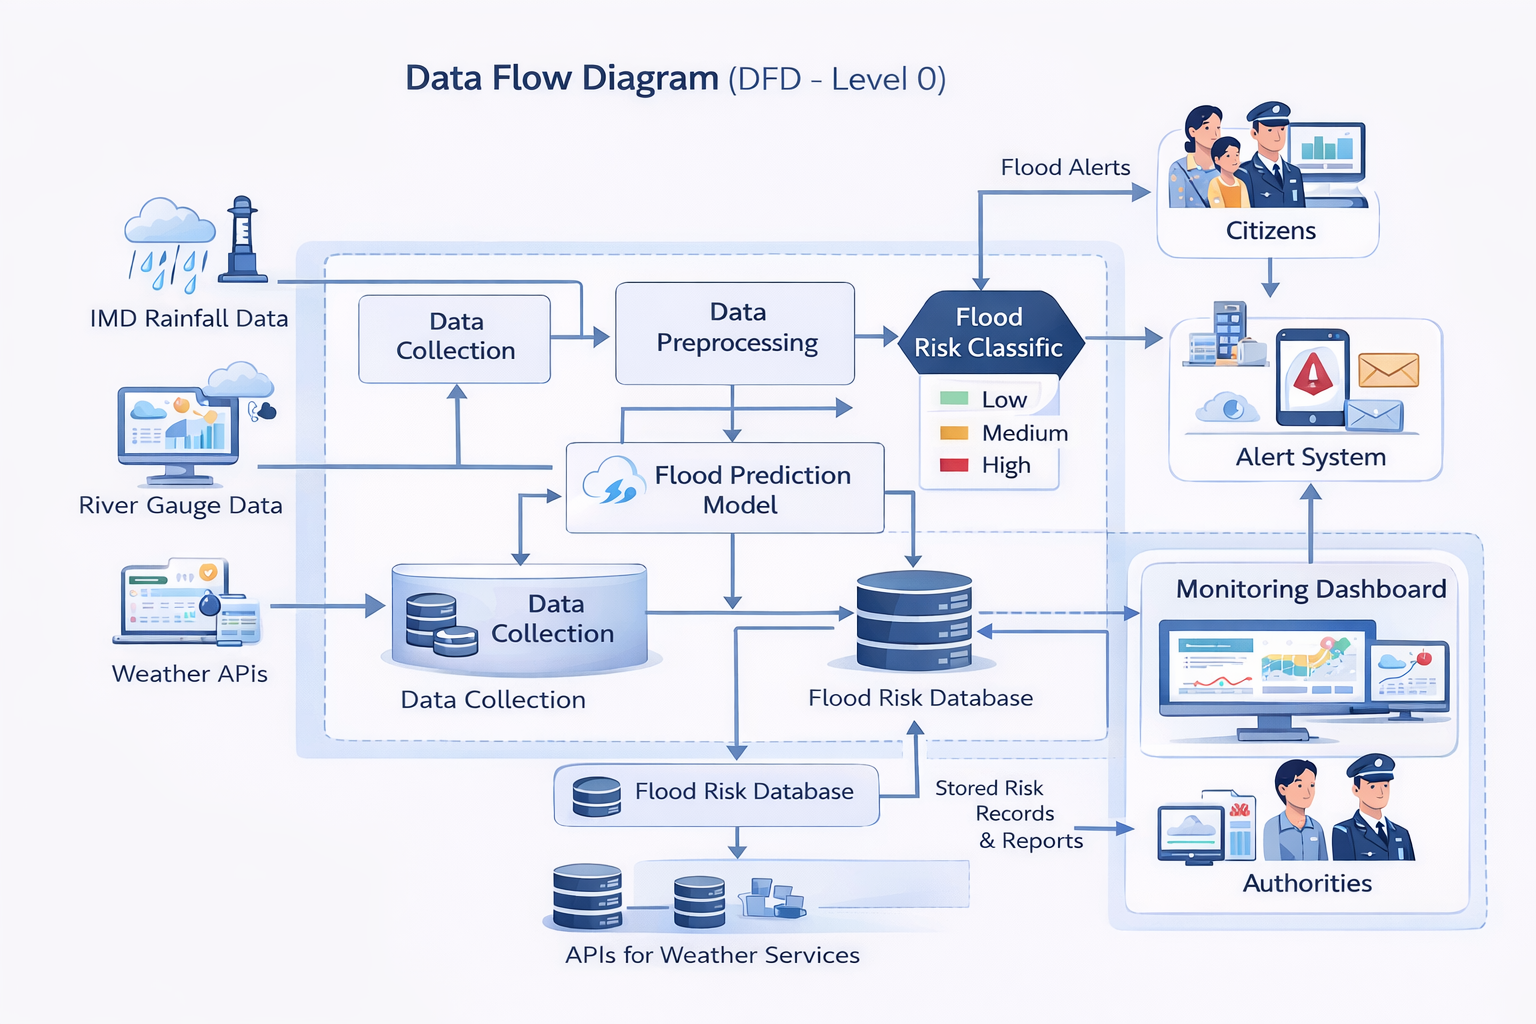 Data Flow Diagram (DFD - Level 0)
Flood Alerts
Citizens
IMD Rainfall Data
Data
Collection
Data
Preprocessing
Flood
Risk Classific
Low
Medium
High
Alert System
River Gauge Data
Flood Prediction
Model
Weather APis
Data
Collection
Data Collection
Flood Risk Database
Monitoring Dashboard
Flood Risk Database
Stored Risk
Records
& Reports
Authorities
APIs for Weather Services